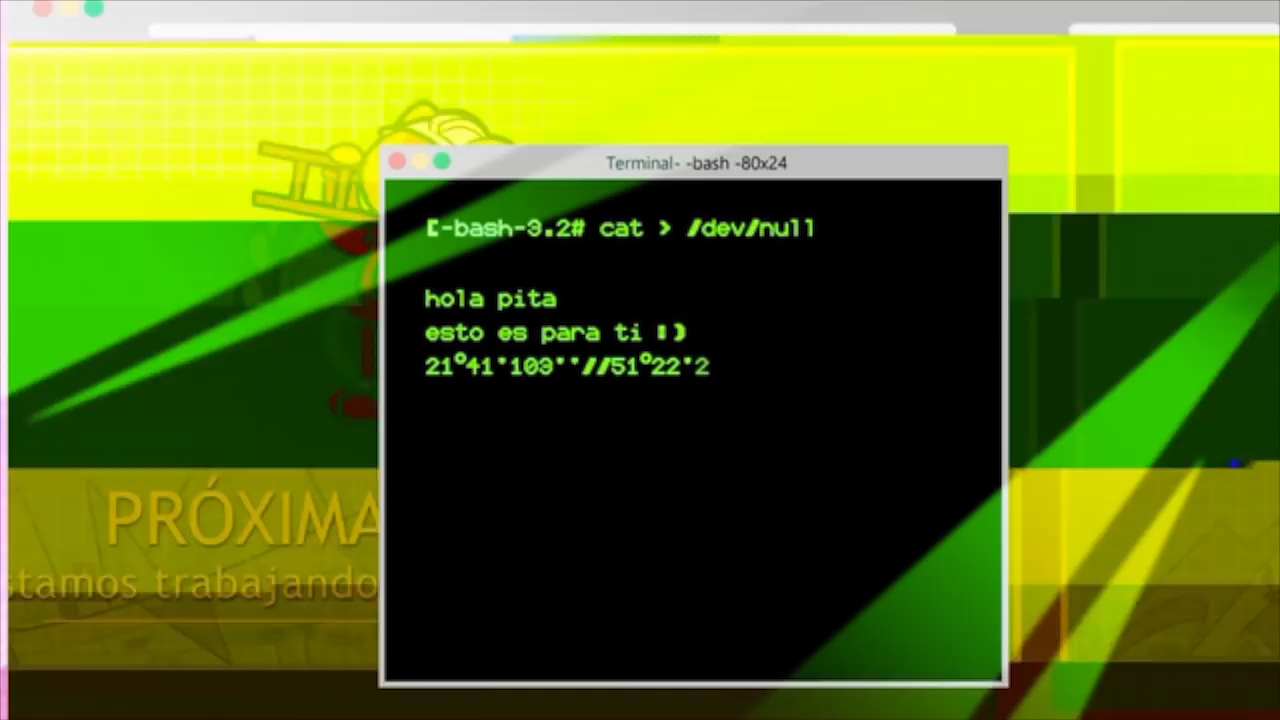 Terminal- -bash -80x24
[-bash-3.2# cat > /dev/null
hola pita
esto es para ti :)
21°41'103''//51°22'2
PRÓXIMA
stamos trabajando